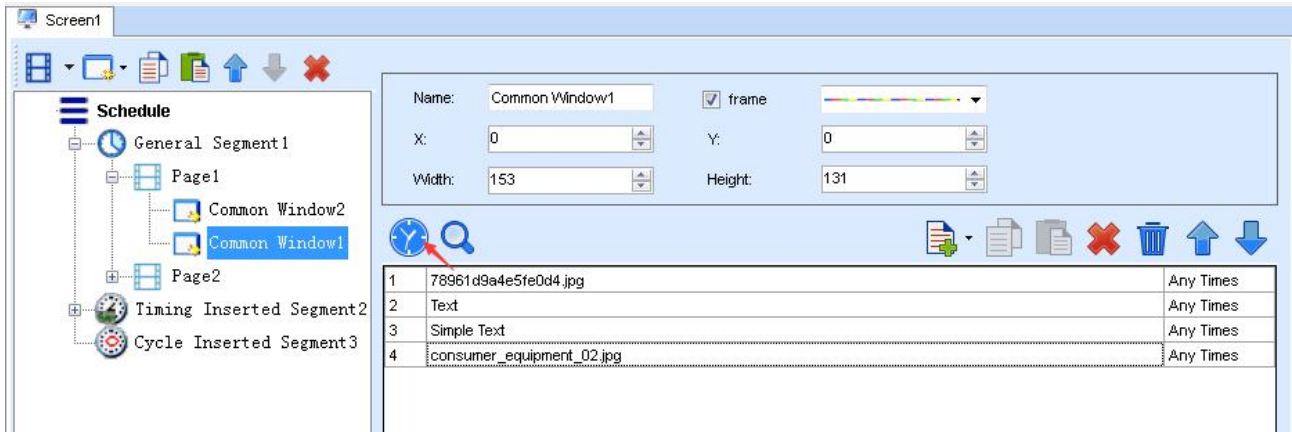 Screen1
Schedule
General Segment1
Page1
Common Window2
Common Window1
Page2
Timing Inserted Segment2
Cycle Inserted Segment3
Name: Common Window1 frame
X: 0 Y: 0
Width: 153 Height: 131
1 78961d9a4e5fe0d4.jpg Any Times
2 Text Any Times
3 Simple Text Any Times
4 consumer_equipment_02.jpg Any Times